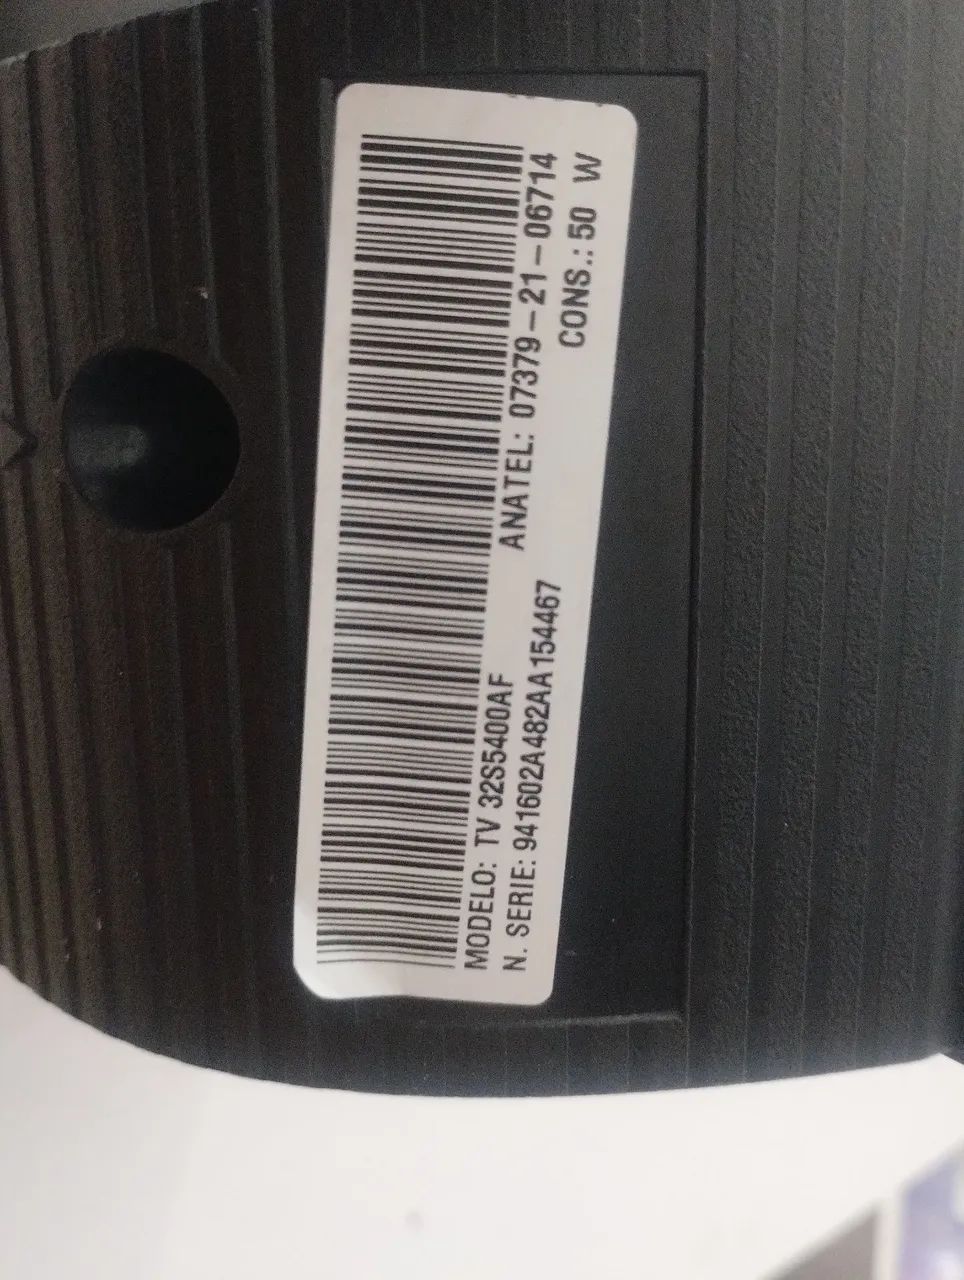 MODELO: TV 32S5400AF
ANATEL: 07379-21-06714
N. SERIE: 941602A482AA154467
CONS.: 50 W